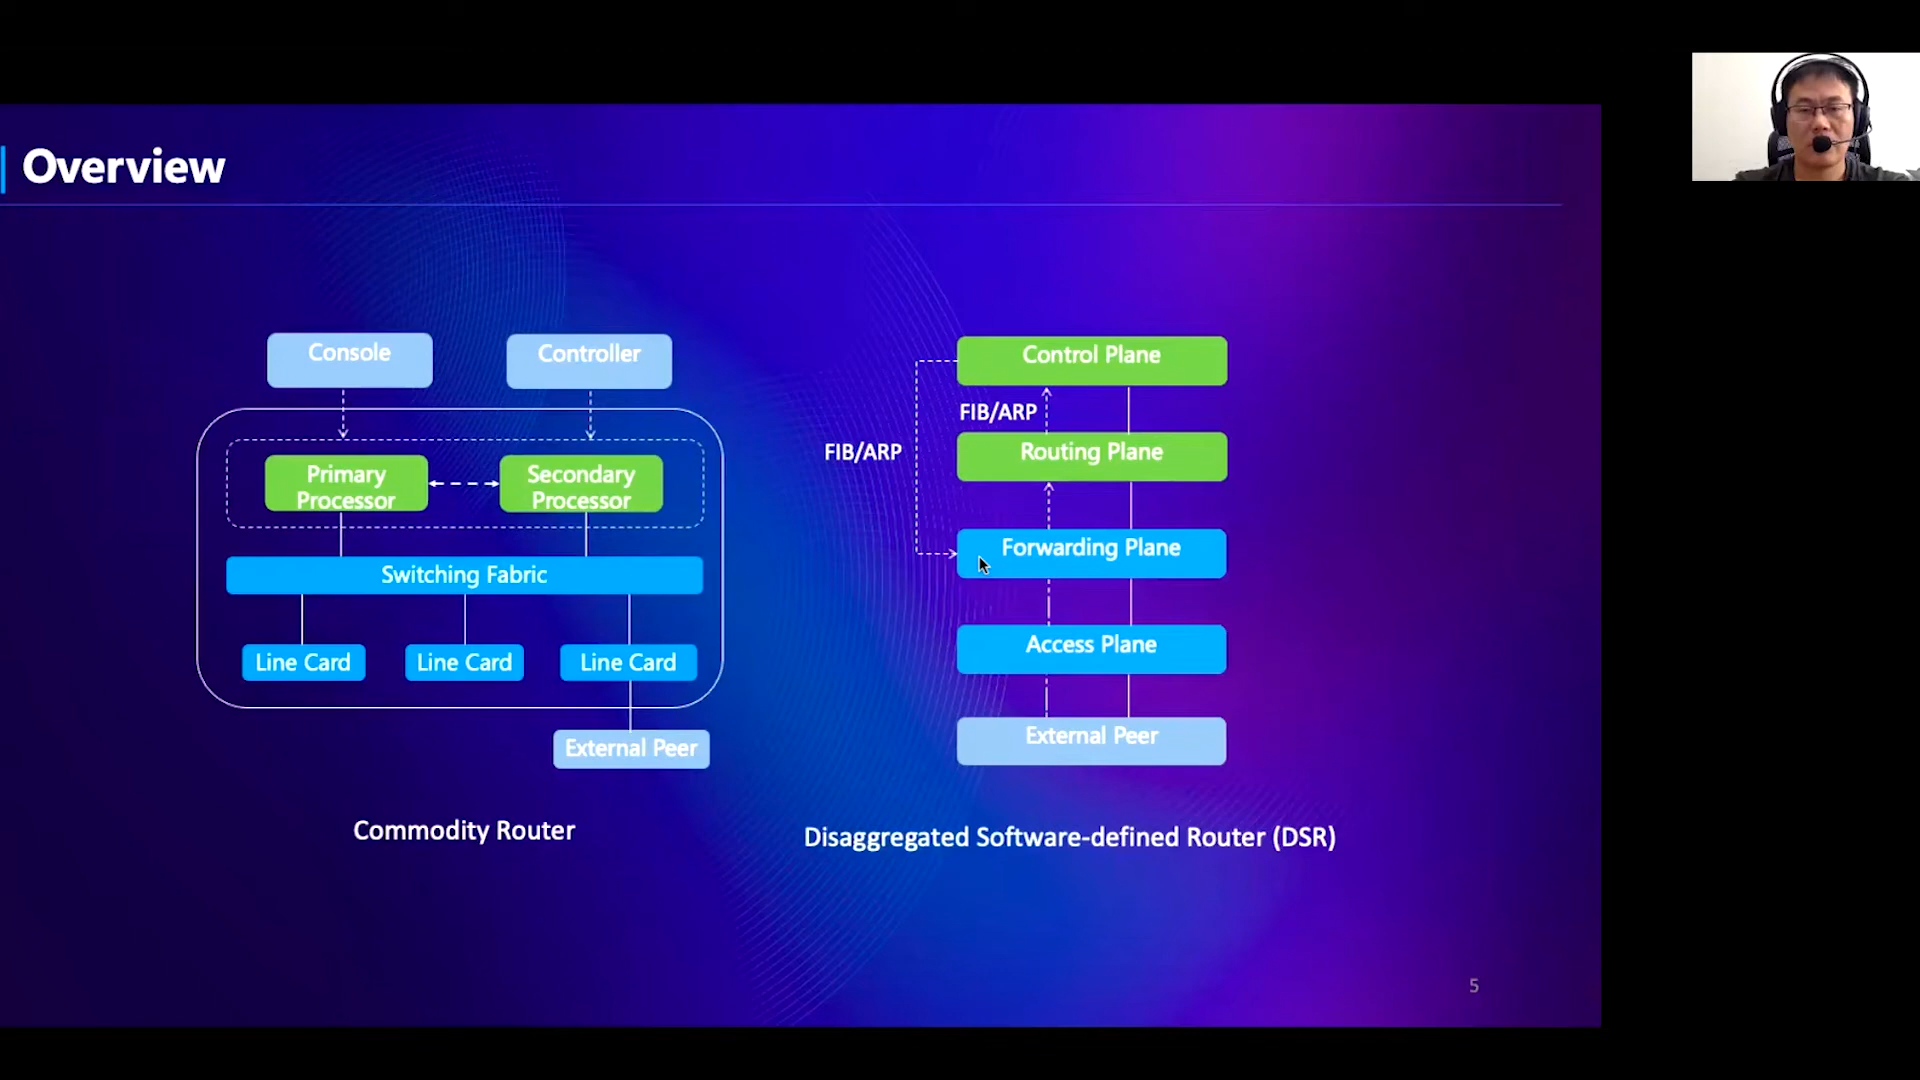 Overview
Console
Controller
Primary
Processor
Secondary
Processor
Switching Fabric
Line Card
Line Card
Line Card
External Peer
Commodity Router
Control Plane
FIB/ARP
FIB/ARP
Routing Plane
Forwarding Plane
Access Plane
External Peer
Disaggregated Software-defined Router (DSR)
5